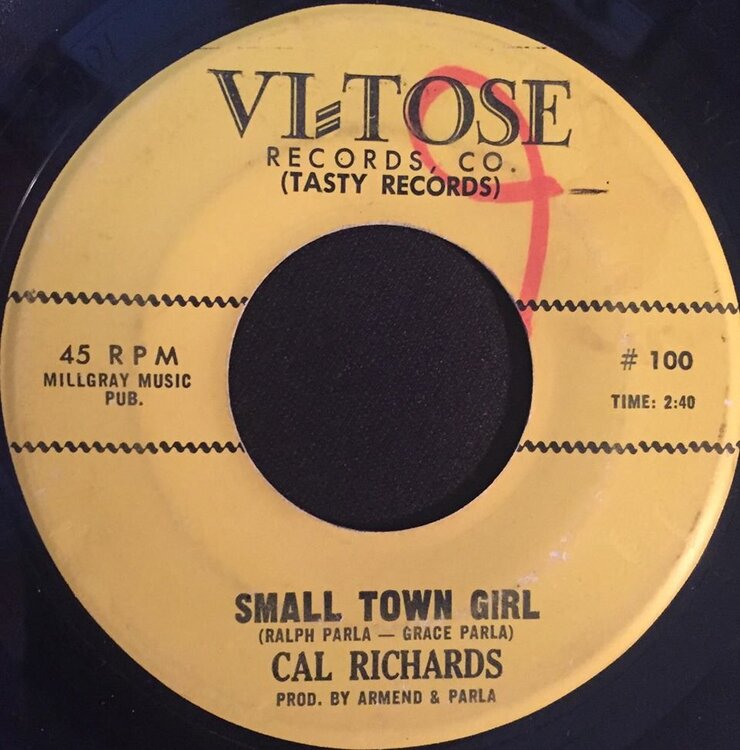 VI-TOSE
RECORDS, CO.
(TASTY RECORDS)
45 RPM
MILLGRAY MUSIC
PUB.
# 100
TIME: 2:40
SMALL TOWN GIRL
(RALPH PARLA — GRACE PARLA)
CAL RICHARDS
PROD. BY ARMEND & PARLA